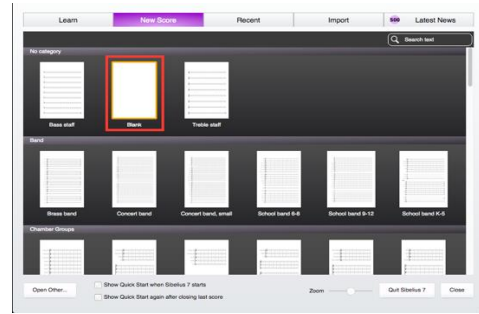 Learn
New Score
Recent
Import
Latest News
Search text
No category
Bass staff
Blank
Treble staff
Band
Brass band
Concert band
Concert band, small
School band 6-8
School band 9-12
School band K-5
Chamber Groups
Open Other...
Show Quick Start when Sibelius 7 starts
Show Quick Start again after closing last score
Zoom
Quit Sibelius 7
Close